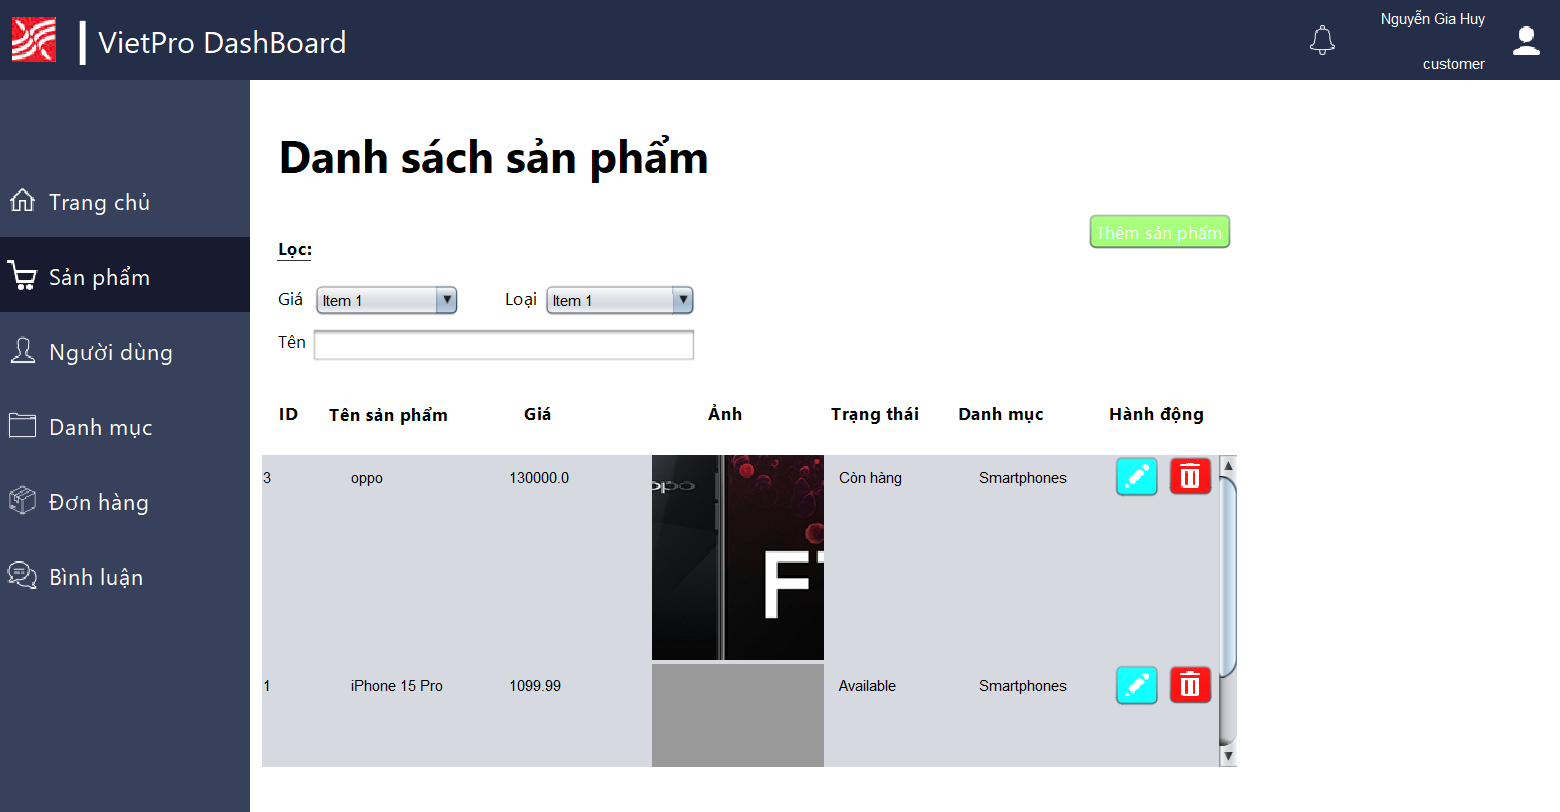 VietPro DashBoard
Nguyễn Gia Huy
customer
Trang chủ
Sản phẩm
Người dùng
Danh mục
Đơn hàng
Bình luận
Danh sách sản phẩm
Thêm sản phẩm
Lọc:
Giá Item 1 Loại Item 1
Tên
ID Tên sản phẩm Giá Ảnh Trạng thái Danh mục Hành động
3 oppo 130000.0 Còn hàng Smartphones
oppo
F
1 iPhone 15 Pro 1099.99 Available Smartphones